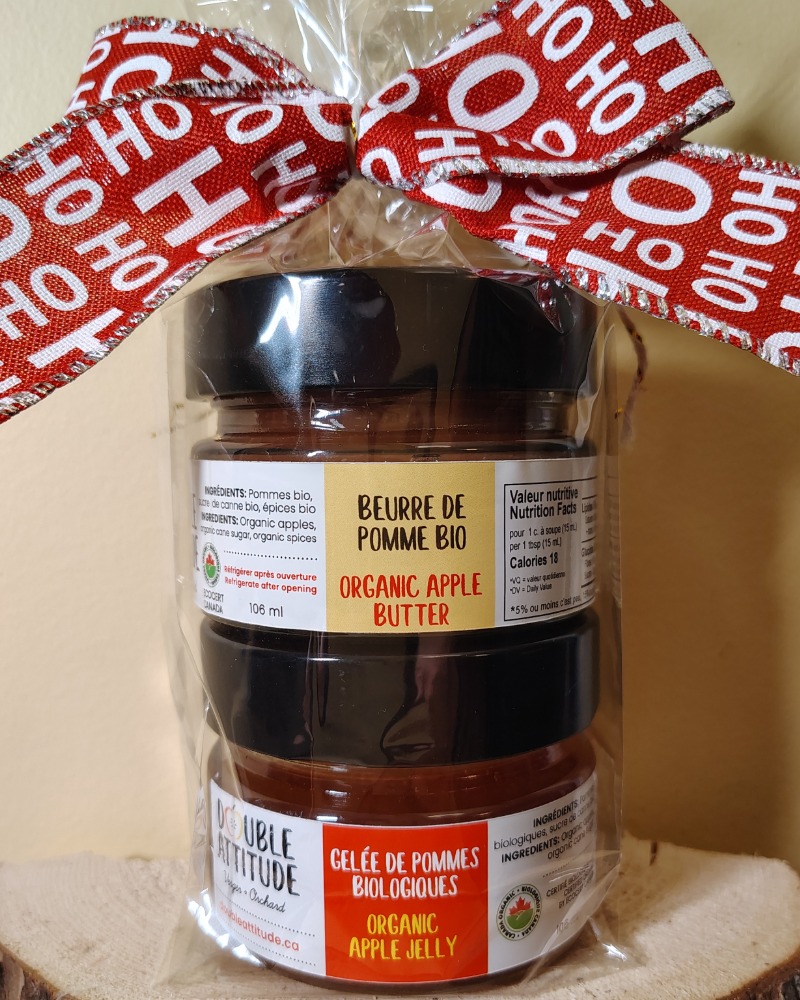 HO HO HO HO
HO HO HO
INGRÉDIENTS: Pommes bio,
sucre de canne bio, épices bio
INGREDIENTS: Organic apples,
organic cane sugar, organic spices
Réfrigérer après ouverture
Refrigerate after opening
ECOCERT
CANADA
106 ml
BEURRE DE
POMME BIO
ORGANIC APPLE
BUTTER
Valeur nutritive
Nutrition Facts
pour 1 c. à soupe (15 mL)
per 1 tbsp (15 mL)
Calories 18
*VQ = valeur quotidienne
*DV = Daily Value
*5% ou moins c'est peu
DOUBLE
ATTITUDE
Verger • Orchard
doubleattitude.ca
GELÉE DE POMMES
BIOLOGIQUES
ORGANIC
APPLE JELLY
INGRÉDIENTS:
biologiques, sucre de canne
INGREDIENTS: Organic
organic cane
CANADA ORGANIC • BIOLOGIQUE CANADA